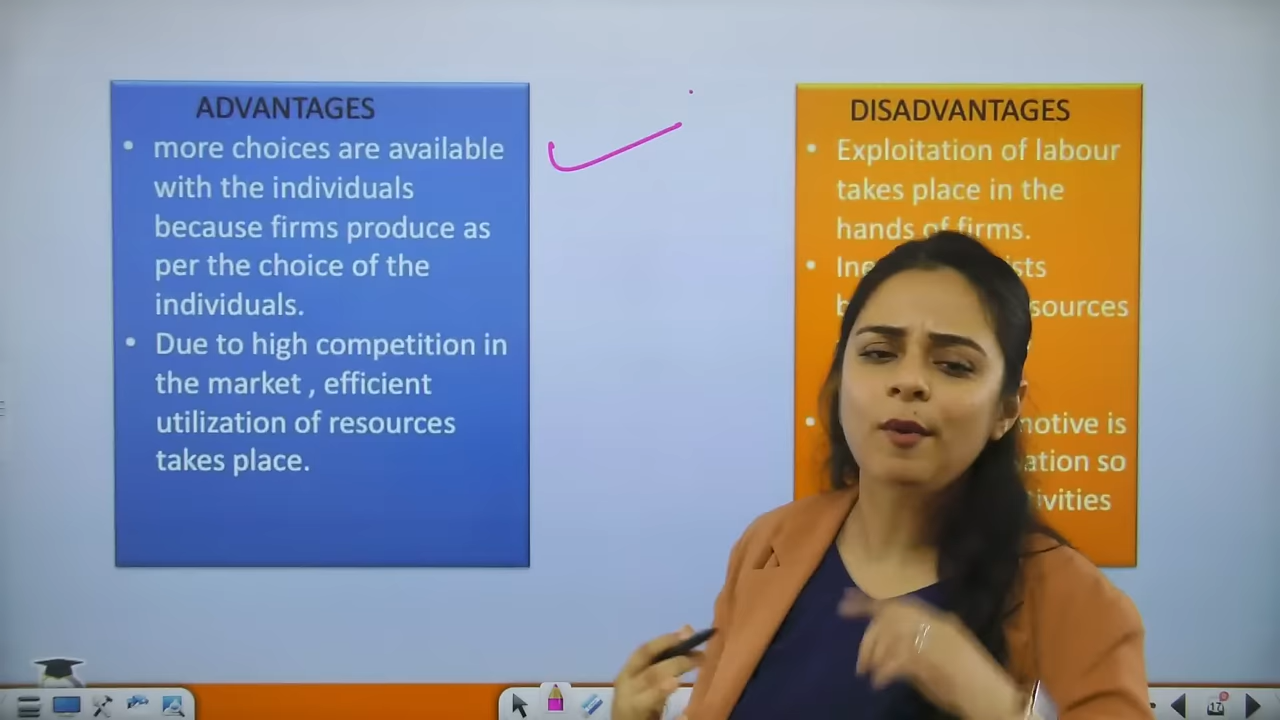 ADVANTAGES
• more choices are available
with the individuals
because firms produce as
per the choice of the
individuals.
• Due to high competition in
the market , efficient
utilization of resources
takes place.
DISADVANTAGES
• Exploitation of labour
takes place in the
hands of firms.
•
sources
•
motive is
so
17